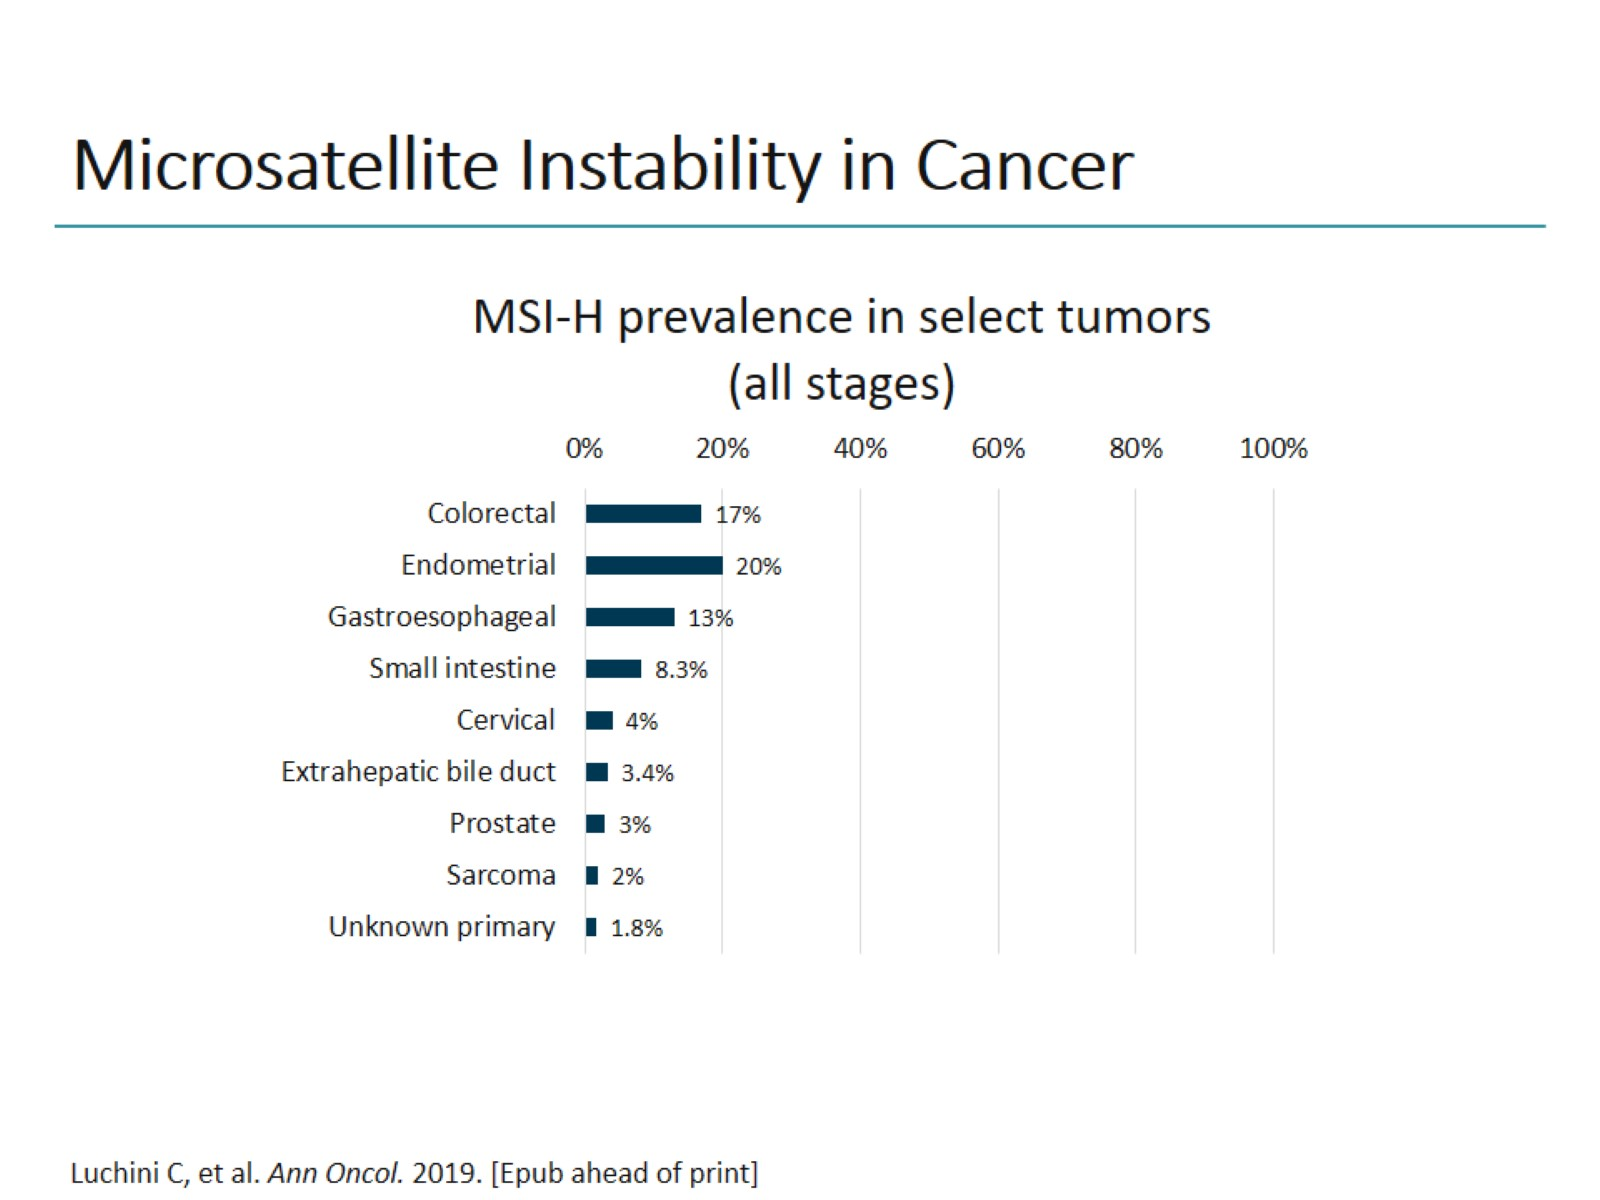 Microsatellite Instability in Cancer
MSI-H prevalence in select tumors
(all stages)
0% 20% 40% 60% 80% 100%
Colorectal 17%
Endometrial 20%
Gastroesophageal 13%
Small intestine 8.3%
Cervical 4%
Extrahepatic bile duct 3.4%
Prostate 3%
Sarcoma 2%
Unknown primary 1.8%
Luchini C, et al. Ann Oncol. 2019. [Epub ahead of print]